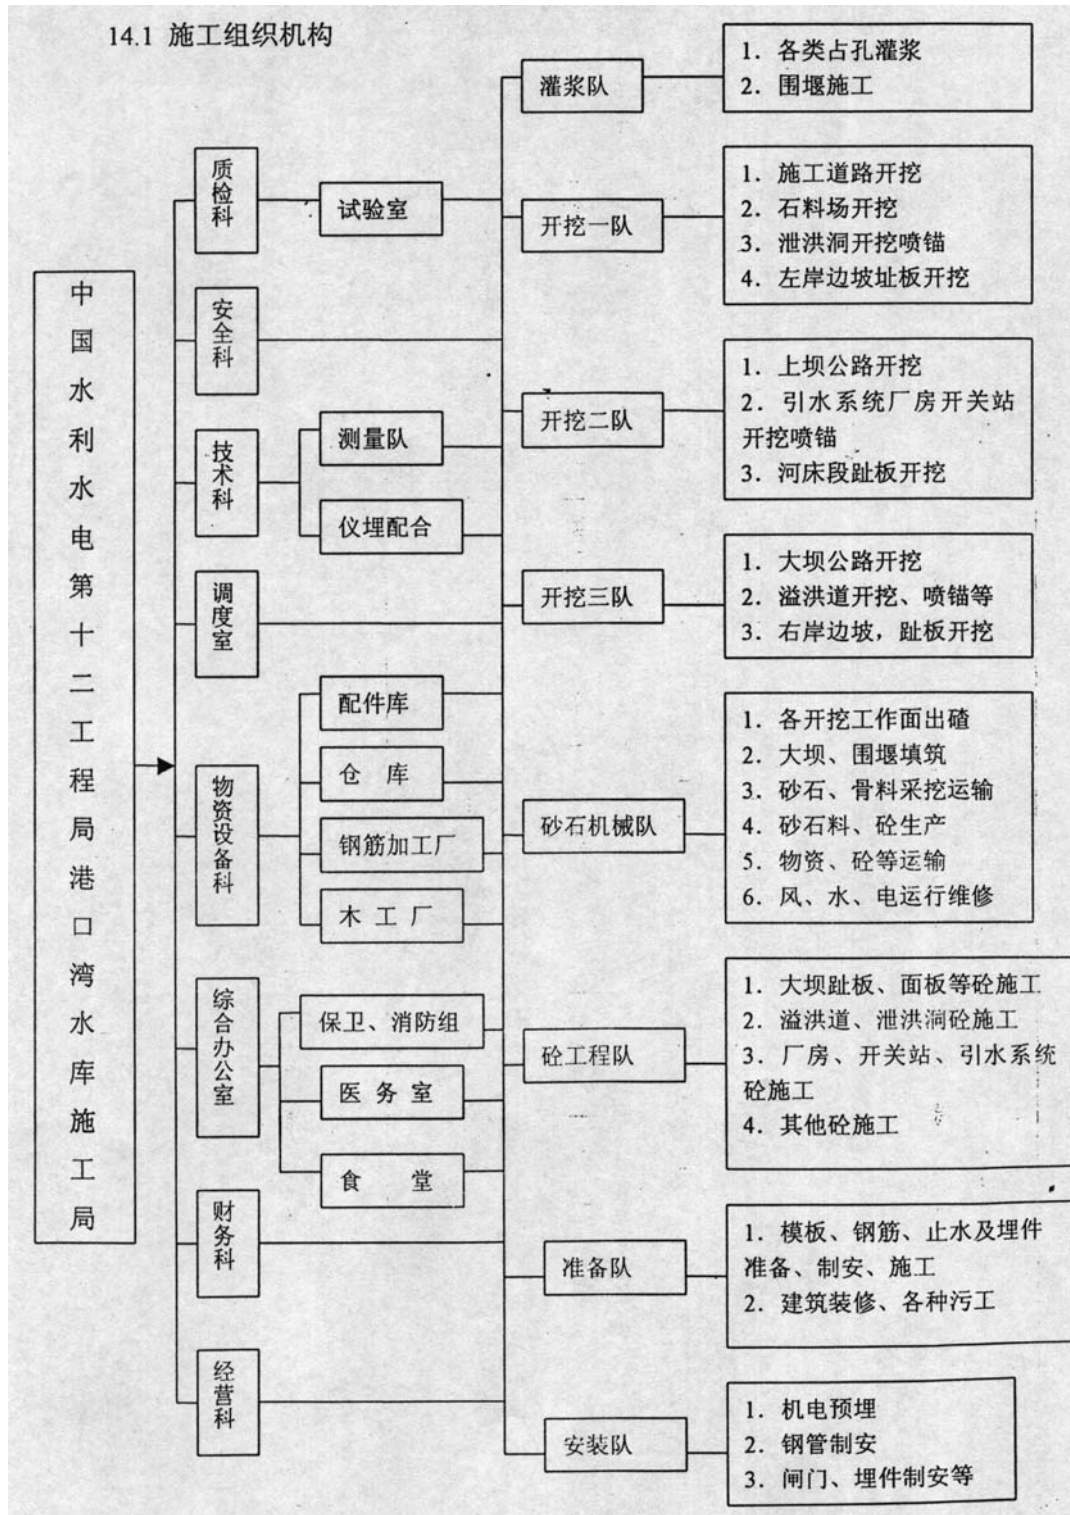 14.1 施工组织机构
中国水利水电第十二工程局港口湾水库施工局
质检科
安全科
技术科
调度室
物资设备科
综合办公室
财务科
经营科
试验室
测量队
仪埋配合
配件库
仓 库
钢筋加工厂
木 工 厂
保卫、消防组
医 务 室
食 堂
灌浆队
1. 各类占孔灌浆
2. 围堰施工
开挖一队
1. 施工道路开挖
2. 石料场开挖
3. 泄洪洞开挖喷锚
4. 左岸边坡址板开挖
开挖二队
1. 上坝公路开挖
2. 引水系统厂房开关站
开挖喷锚
3. 河床段趾板开挖
开挖三队
1. 大坝公路开挖
2. 溢洪道开挖、喷锚等
3. 右岸边坡，趾板开挖
砂石机械队
1. 各开挖工作面出碴
2. 大坝、围堰填筑
3. 砂石、骨料采挖运输
4. 砂石料、砼生产
5. 物资、砼等运输
6. 风、水、电运行维修
砼工程队
1. 大坝趾板、面板等砼施工
2. 溢洪道、泄洪洞砼施工
3. 厂房、开关站、引水系统
砼施工
4. 其他砼施工
准备队
1. 模板、钢筋、止水及埋件
准备、制安、施工
2. 建筑装修、各种污工
安装队
1. 机电预埋
2. 钢管制安
3. 闸门、埋件制安等